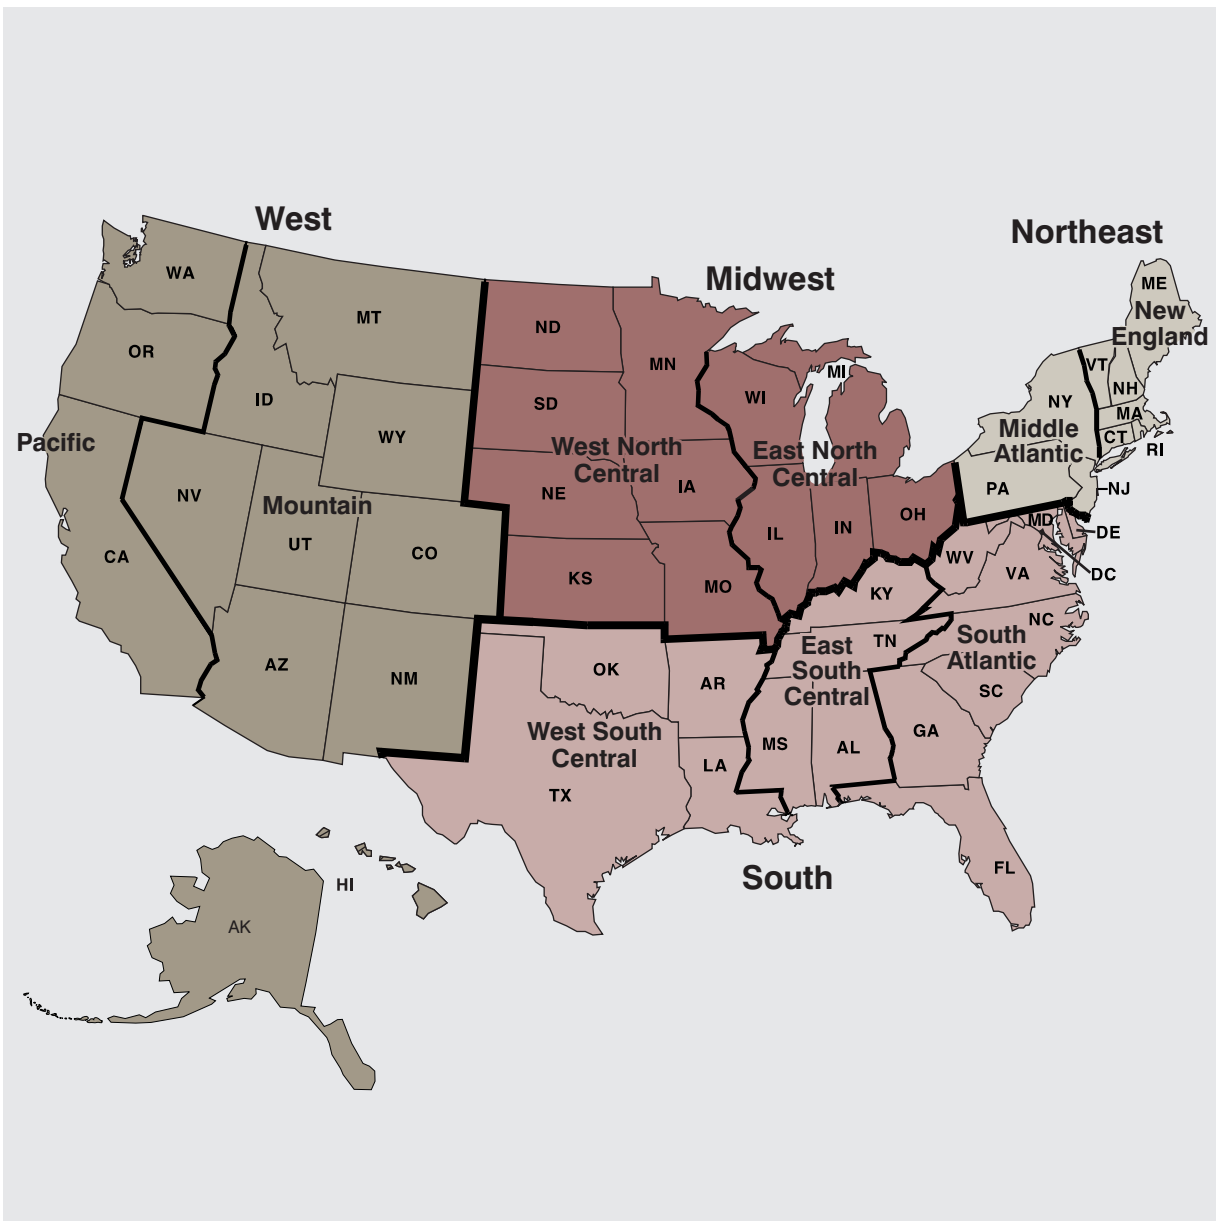 West
Northeast
Midwest
WA
ME
MT
New
England
ND
OR
MN
VT
MI
NH
ID
WI
NY
SD
MA
WY
Middle
Atlantic
CT
Pacific
West North
Central
East North
Central
RI
NV
NE
IA
PA
NJ
Mountain
OH
MD
IL
IN
DE
UT
CO
CA
WV
KS
VA
DC
MO
KY
NC
TN
South
Atlantic
East
South
Central
AZ
OK
NM
AR
SC
West South
Central
GA
MS
AL
LA
TX
FL
South
HI
AK